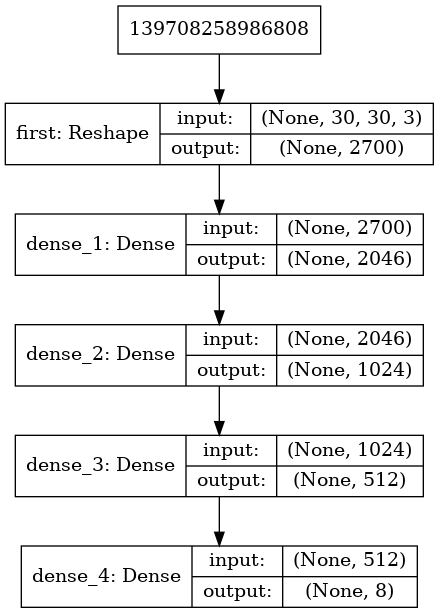 139708258986808
first: Reshape
input: (None, 30, 30, 3)
output: (None, 2700)
dense_1: Dense
input: (None, 2700)
output: (None, 2046)
dense_2: Dense
input: (None, 2046)
output: (None, 1024)
dense_3: Dense
input: (None, 1024)
output: (None, 512)
dense_4: Dense
input: (None, 512)
output: (None, 8)